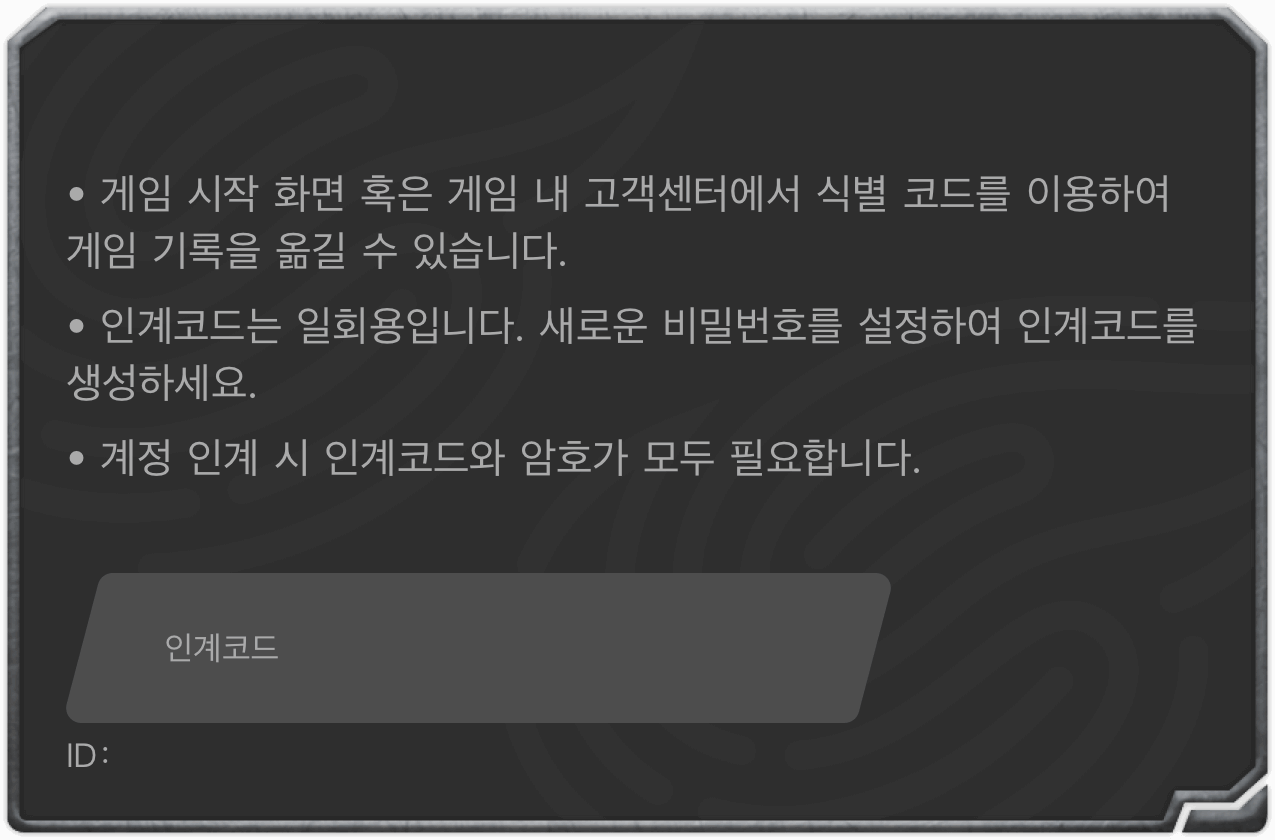 • 게임 시작 화면 혹은 게임 내 고객센터에서 식별 코드를 이용하여
게임 기록을 옮길 수 있습니다.
• 인계코드는 일회용입니다. 새로운 비밀번호를 설정하여 인계코드를
생성하세요.
• 계정 인계 시 인계코드와 암호가 모두 필요합니다.
인계코드
ID: